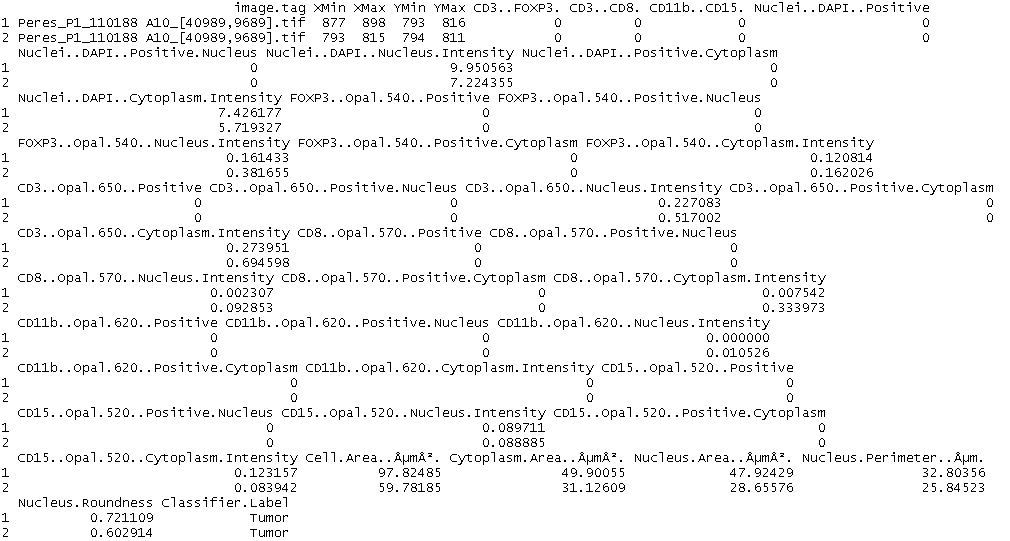 image.tag XMin XMax YMin YMax CD3..FOXP3. CD3..CD8. CD11b..CD15. Nuclei..DAPI..Positive
1 Peres_P1_110188 A10_[40989,9689].tif 877 898 793 816 0 0 0 0
2 Peres_P1_110188 A10_[40989,9689].tif 793 815 794 811 0 0 0 0
Nuclei..DAPI..Positive.Nucleus Nuclei..DAPI..Nucleus.Intensity Nuclei..DAPI..Positive.Cytoplasm
1 0 9.950563 0
2 0 7.224355 0
Nuclei..DAPI..Cytoplasm.Intensity FOXP3..Opal.540..Positive FOXP3..Opal.540..Positive.Nucleus
1 7.426177 0 0
2 5.719327 0 0
FOXP3..Opal.540..Nucleus.Intensity FOXP3..Opal.540..Positive.Cytoplasm FOXP3..Opal.540..Cytoplasm.Intensity
1 0.161433 0 0.120814
2 0.381655 0 0.162026
CD3..Opal.650..Positive CD3..Opal.650..Positive.Nucleus CD3..Opal.650..Nucleus.Intensity CD3..Opal.650..Positive.Cytoplasm
1 0 0 0.227083 0
2 0 0 0.517002 0
CD3..Opal.650..Cytoplasm.Intensity CD8..Opal.570..Positive CD8..Opal.570..Positive.Nucleus
1 0.273951 0 0
2 0.694598 0 0
CD8..Opal.570..Nucleus.Intensity CD8..Opal.570..Positive.Cytoplasm CD8..Opal.570..Cytoplasm.Intensity
1 0.002307 0 0.007542
2 0.092853 0 0.333973
CD11b..Opal.620..Positive CD11b..Opal.620..Positive.Nucleus CD11b..Opal.620..Nucleus.Intensity
1 0 0 0.000000
2 0 0 0.010526
CD11b..Opal.620..Positive.Cytoplasm CD11b..Opal.620..Cytoplasm.Intensity CD15..Opal.520..Positive
1 0 0 0
2 0 0 0
CD15..Opal.520..Positive.Nucleus CD15..Opal.520..Nucleus.Intensity CD15..Opal.520..Positive.Cytoplasm
1 0 0.089711 0
2 0 0.088885 0
CD15..Opal.520..Cytoplasm.Intensity Cell.Area..ÂµmÂ². Cytoplasm.Area..ÂµmÂ². Nucleus.Area..ÂµmÂ². Nucleus.Perimeter..Âµm.
1 0.123157 97.82485 49.90055 47.92429 32.80356
2 0.083942 59.78185 31.12609 28.65576 25.84523
Nucleus.Roundness Classifier.Label
1 0.721109 Tumor
2 0.602914 Tumor